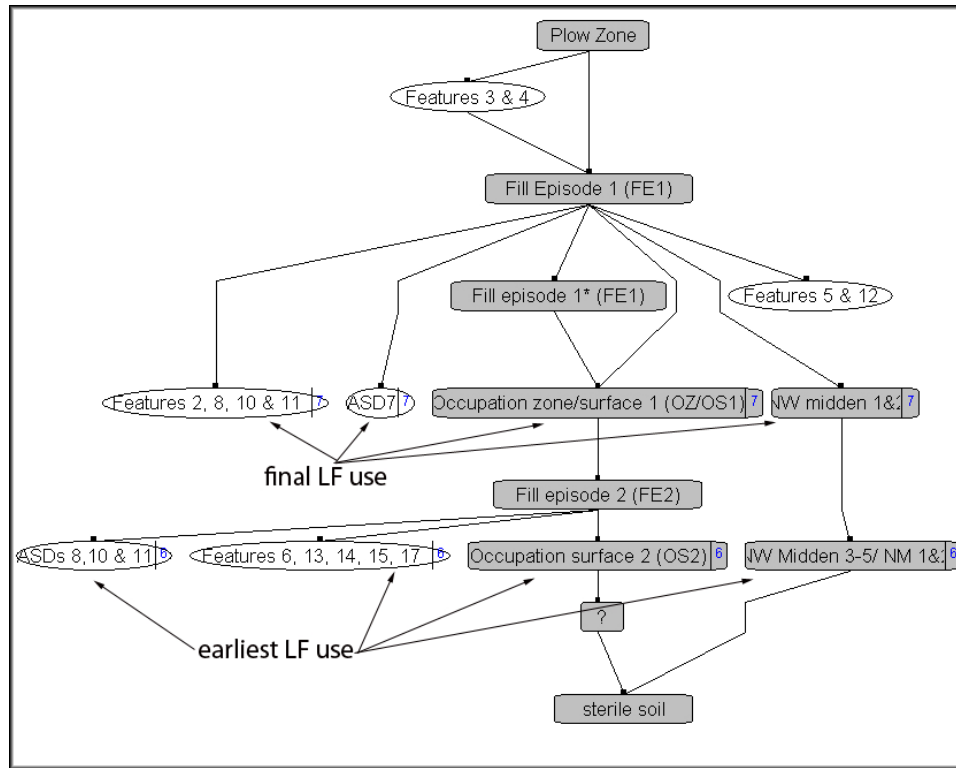 Plow Zone
Features 3 & 4
Fill Episode 1 (FE1)
Fill episode 1* (FE1)
Features 5 & 12
Features 2, 8, 10 & 11 7
ASD7 7
Occupation zone/surface 1 (OZ/OS1) 7
NW midden 1&2 7
final LF use
Fill episode 2 (FE2)
ASDs 8,10 & 11 6
Features 6, 13, 14, 15, 17 6
Occupation surface 2 (OS2) 6
NW Midden 3-5/ NM 1&2 6
?
earliest LF use
sterile soil